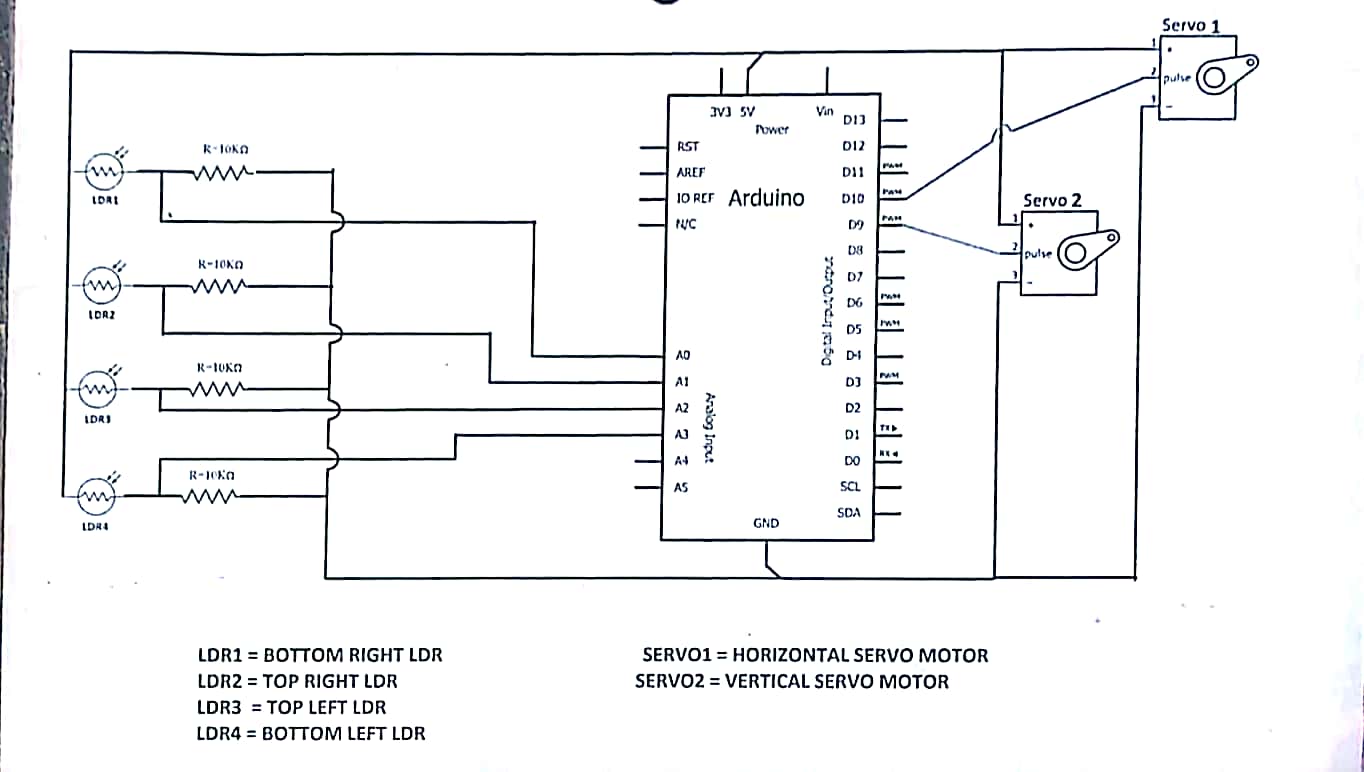 Servo 1
1
+
2
pulse
3
-
3V3 5V
Vin
Power
D13
R-10KΩ
RST
D12
AREF
D11
PWM
LDR1
IO REF
Arduino
D10
PWM
Servo 2
N/C
D9
PWM
1
+
D8
2
pulse
R-10KΩ
D7
3
-
LDR2
D6
PWM
Digital Input/Output
D5
PWM
A0
D4
R-10KΩ
A1
D3
PWM
A2
D2
LDR3
Analog Input
A3
D1
TX
A4
D0
RX
R-10KΩ
A5
SCL
SDA
LDR4
GND
LDR1 = BOTTOM RIGHT LDR
LDR2 = TOP RIGHT LDR
LDR3 = TOP LEFT LDR
LDR4 = BOTTOM LEFT LDR
SERVO1 = HORIZONTAL SERVO MOTOR
SERVO2 = VERTICAL SERVO MOTOR